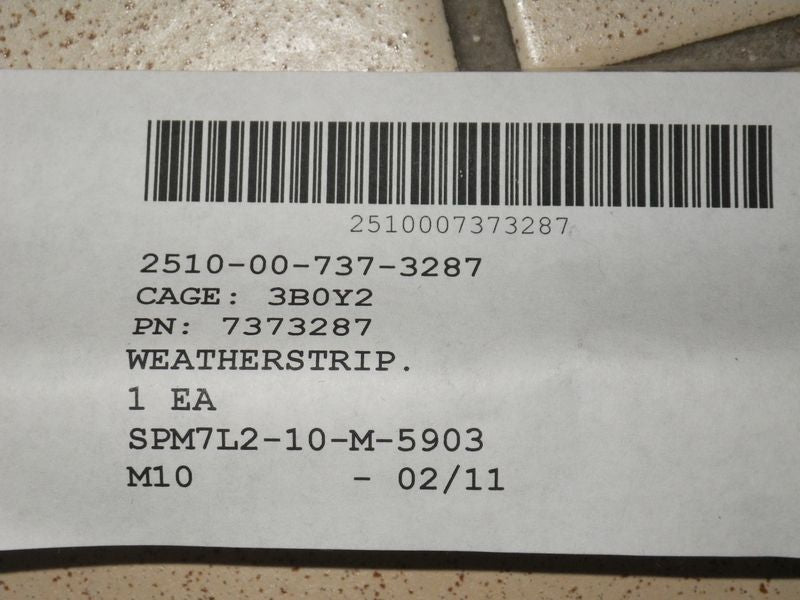 2510007373287
2510-00-737-3287
CAGE: 3B0Y2
PN: 7373287
WEATHERSTRIP.
1 EA
SPM7L2-10-M-5903
M10 - 02/11